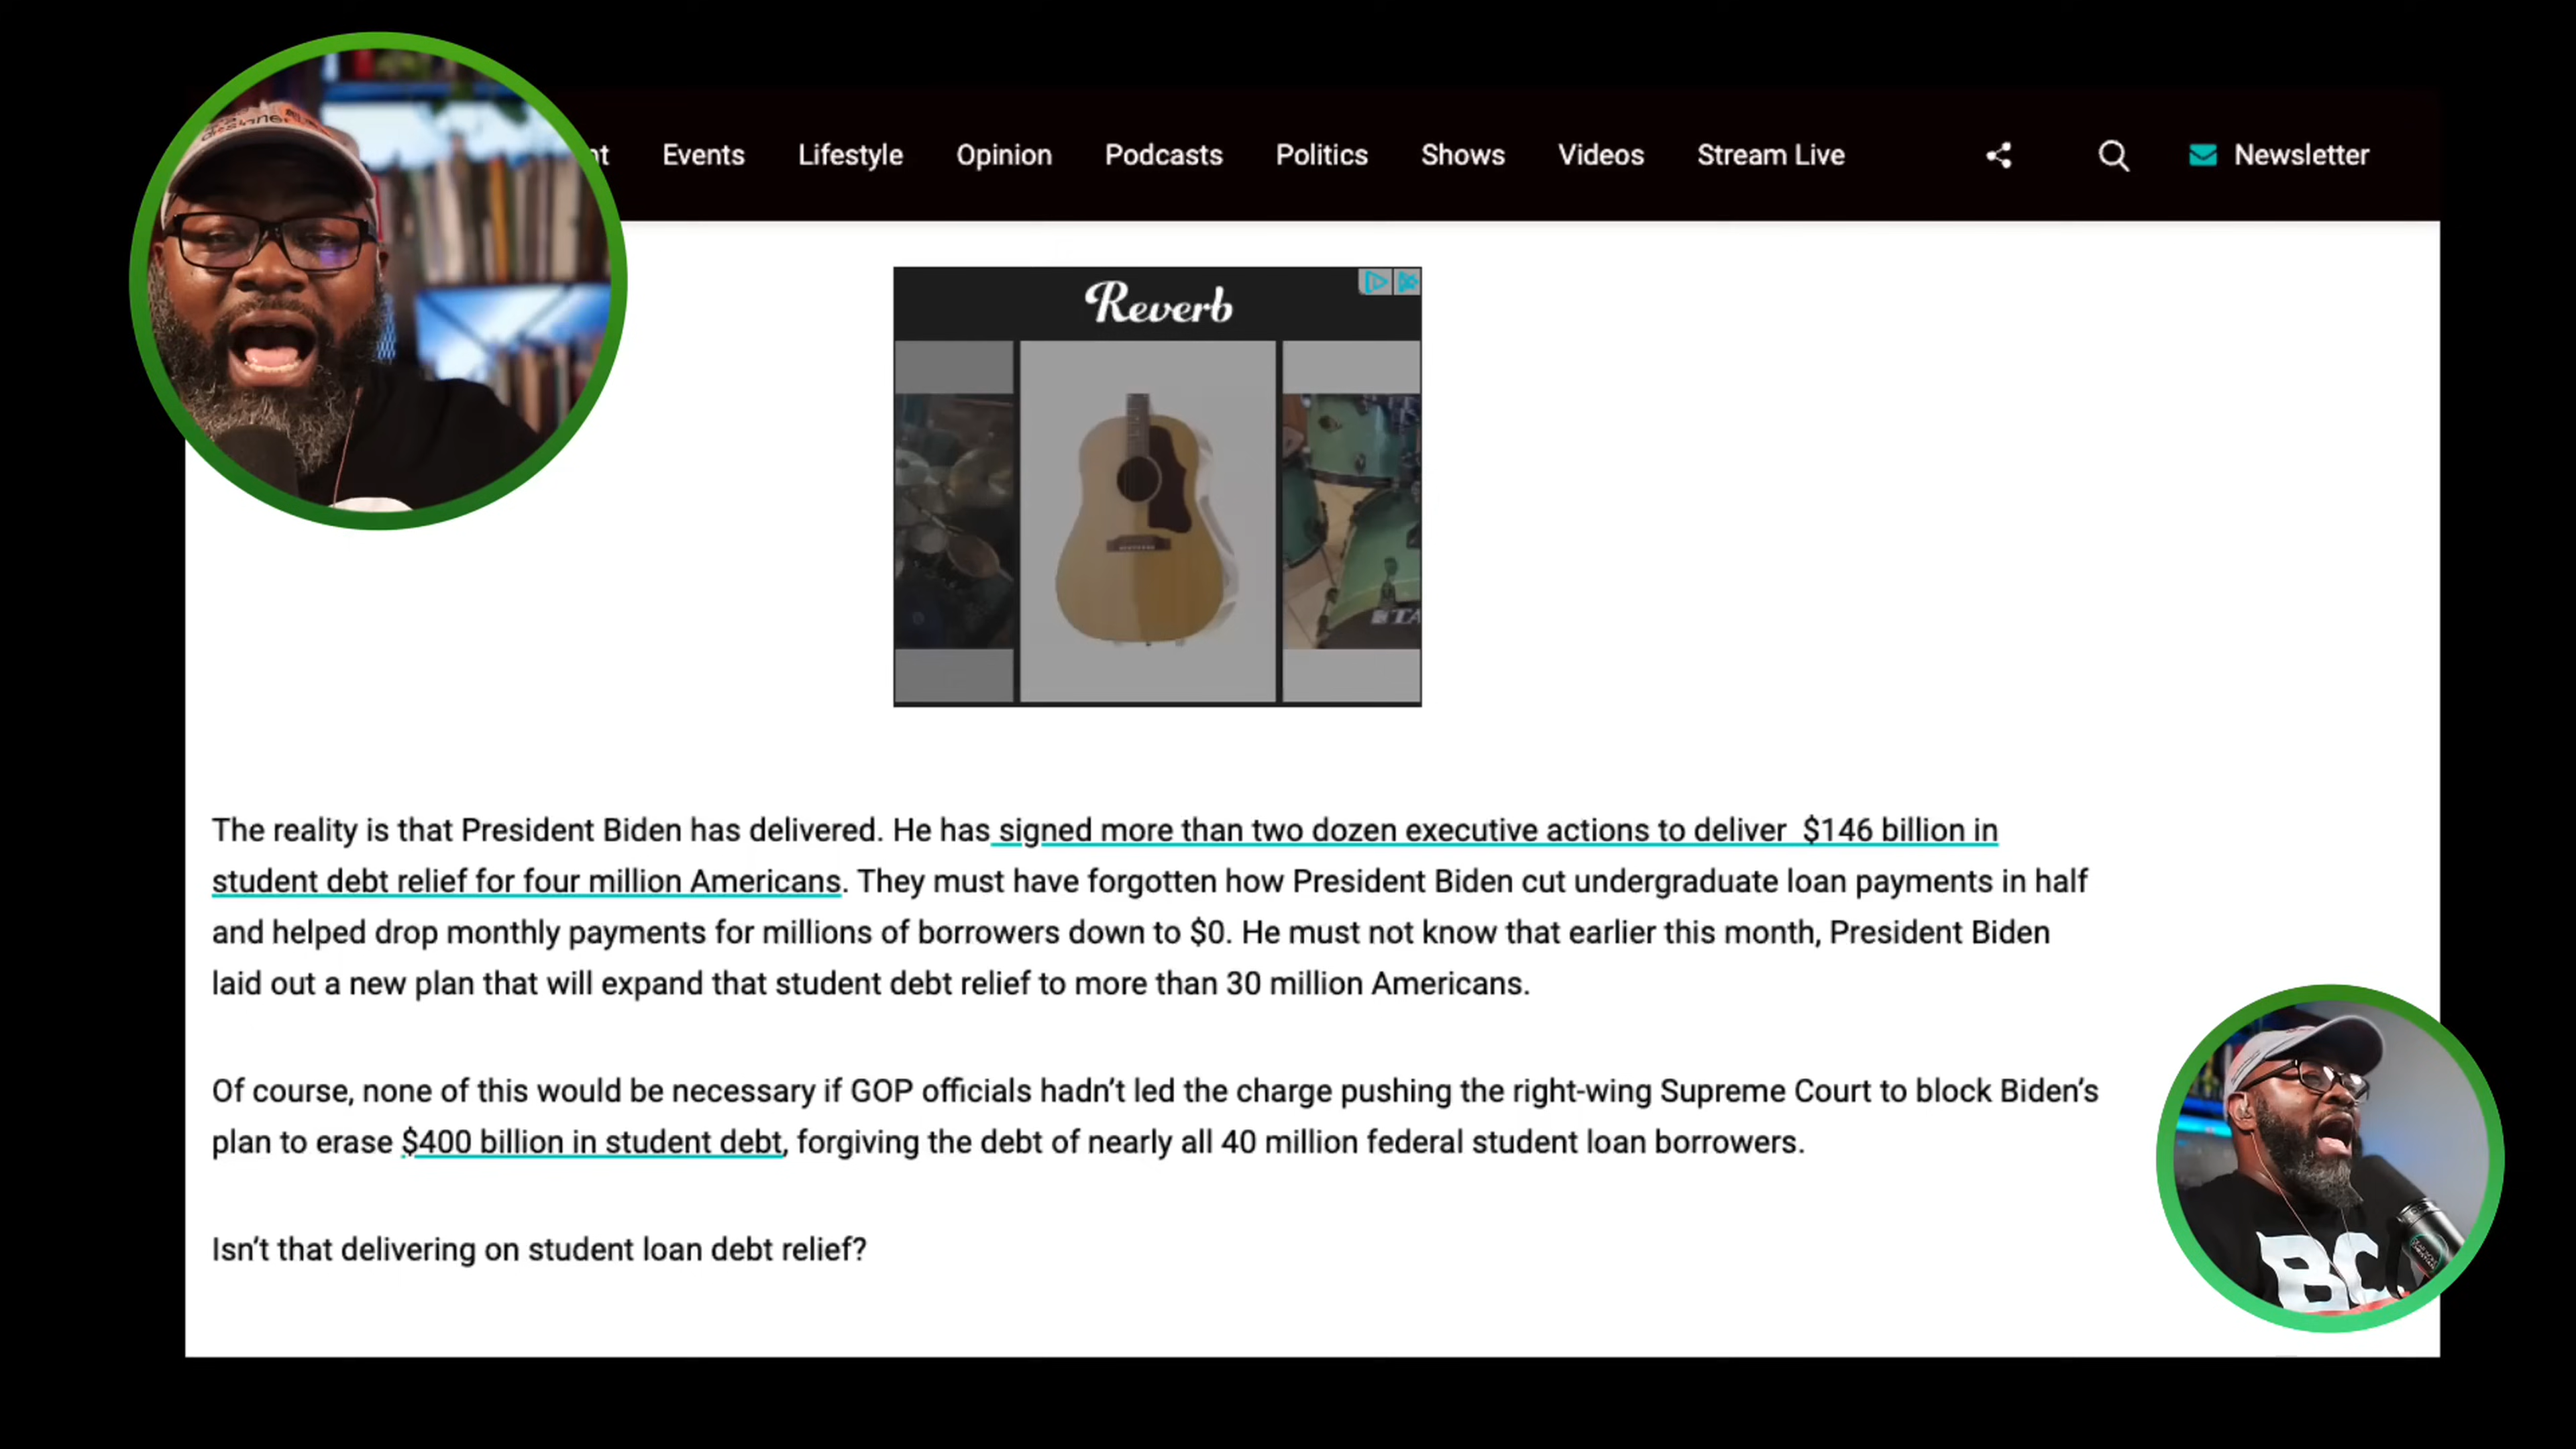 Events Lifestyle Opinion Podcasts Politics Shows Videos Stream Live Newsletter
Reverb
The reality is that President Biden has delivered. He has signed more than two dozen executive actions to deliver $146 billion in
student debt relief for four million Americans. They must have forgotten how President Biden cut undergraduate loan payments in half
and helped drop monthly payments for millions of borrowers down to $0. He must not know that earlier this month, President Biden
laid out a new plan that will expand that student debt relief to more than 30 million Americans.
Of course, none of this would be necessary if GOP officials hadn’t led the charge pushing the right-wing Supreme Court to block Biden’s
plan to erase $400 billion in student debt, forgiving the debt of nearly all 40 million federal student loan borrowers.
Isn’t that delivering on student loan debt relief?